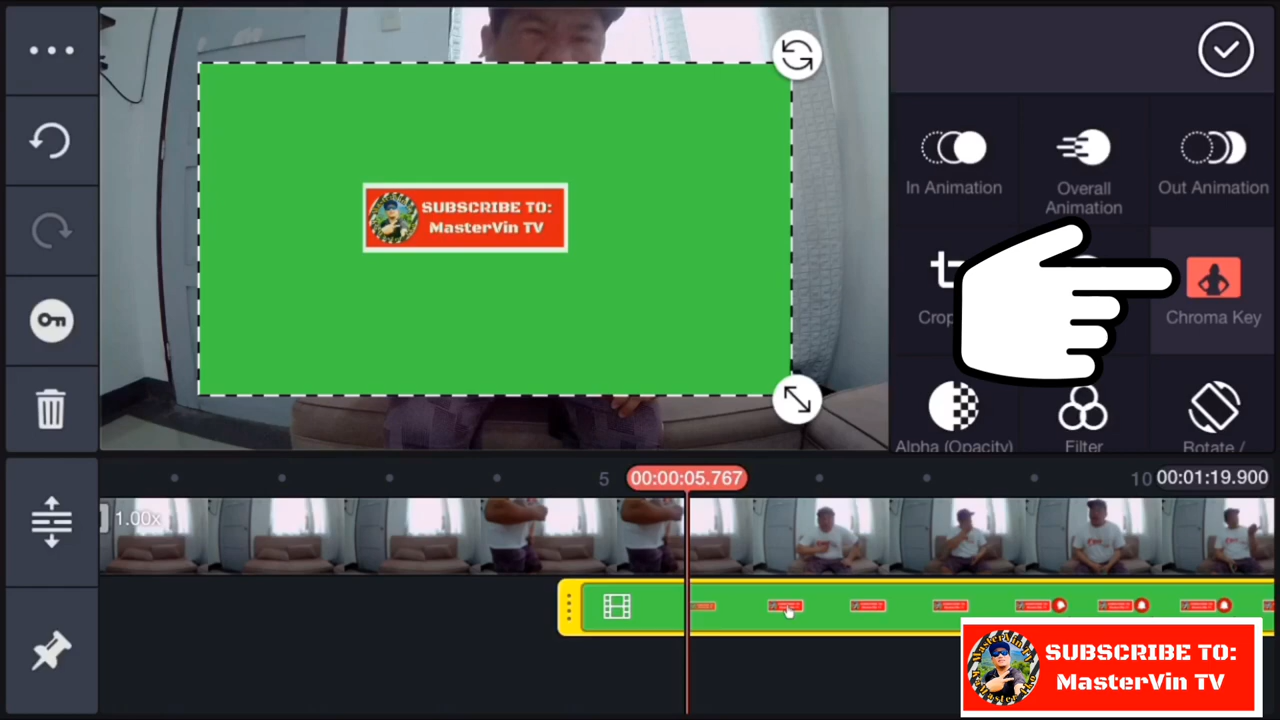 In Animation
Overall
Animation
Out Animation
SUBSCRIBE TO:
MasterVin TV
Chroma Key
Alpha (Opacity)
Filter
Rotate /
5
00:00:05.767
10
00:01:19.900
1.00x
SUBSCRIBE TO:
MasterVin TV